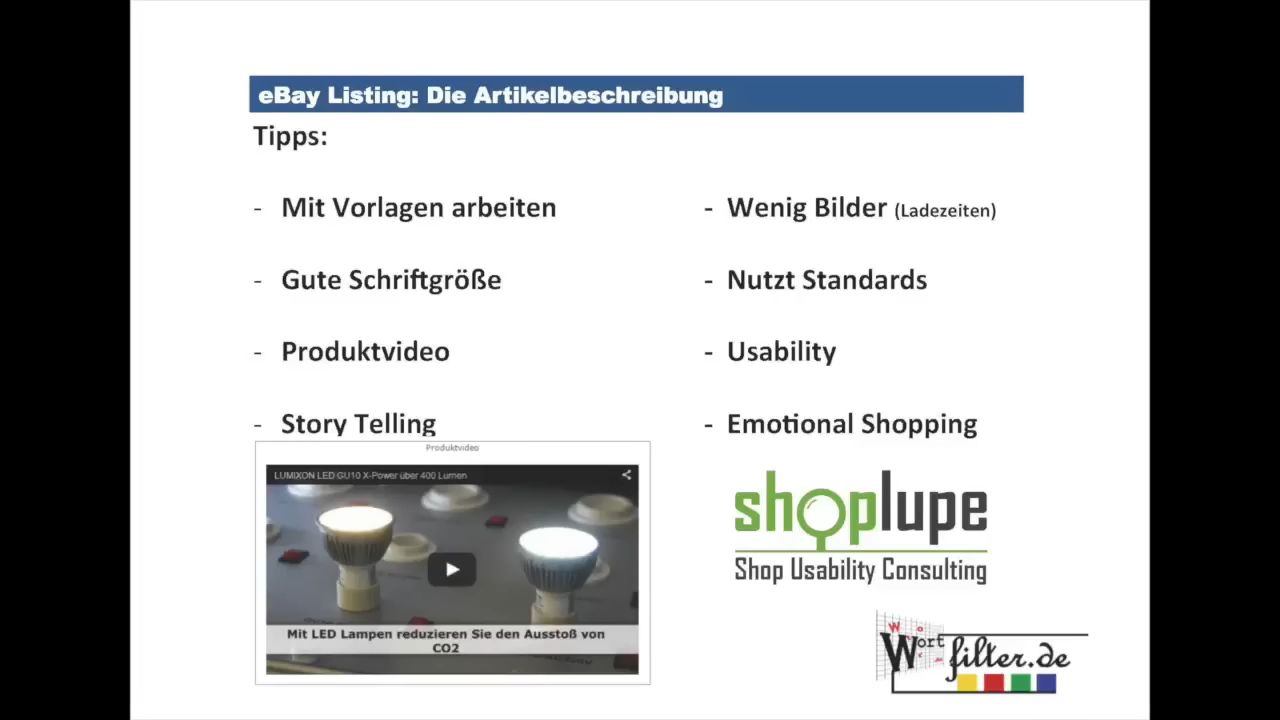 eBay Listing: Die Artikelbeschreibung
Tipps:
- Mit Vorlagen arbeiten
- Gute Schriftgröße
- Produktvideo
- Story Telling
- Wenig Bilder (Ladezeiten)
- Nutzt Standards
- Usability
- Emotional Shopping
Produktvideo
LUMIXON LED GU10 X-Power über 400 Lumen
Mit LED Lampen reduzieren Sie den Ausstoß von
CO2
shoplupe
Shop Usability Consulting
Wortfilter.de